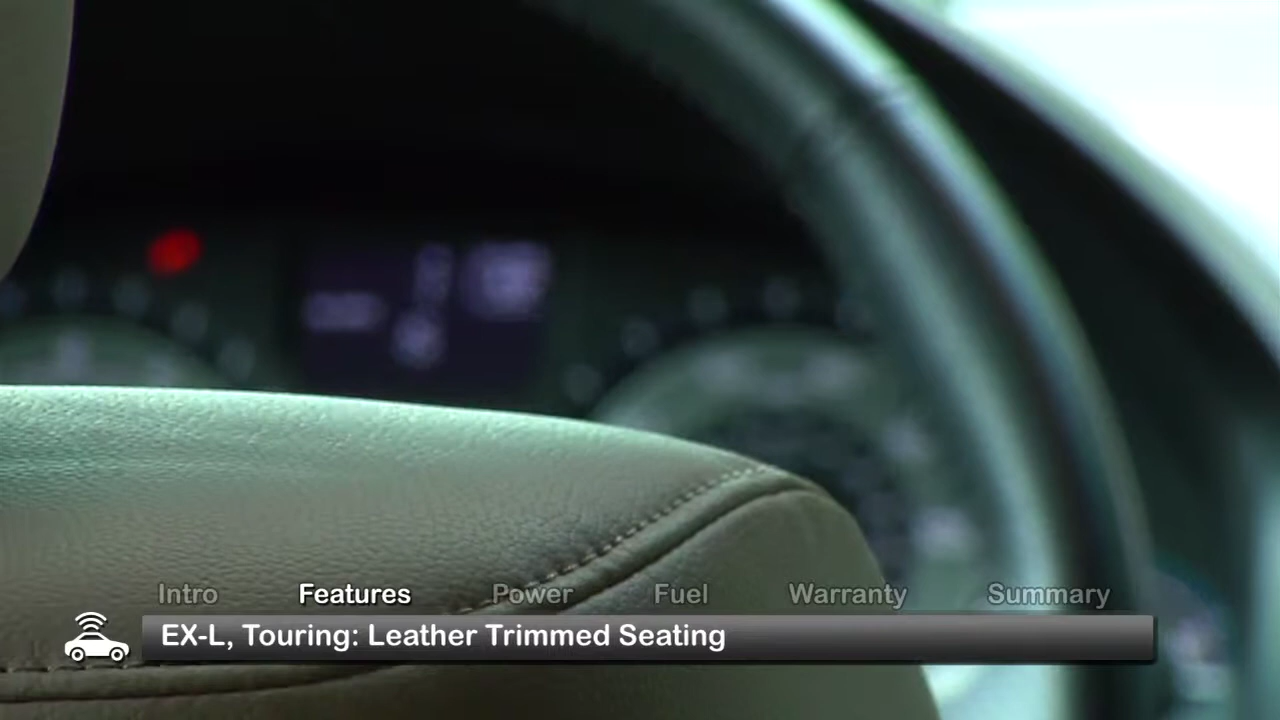 Intro Features Power Fuel Warranty Summary
EX-L, Touring: Leather Trimmed Seating